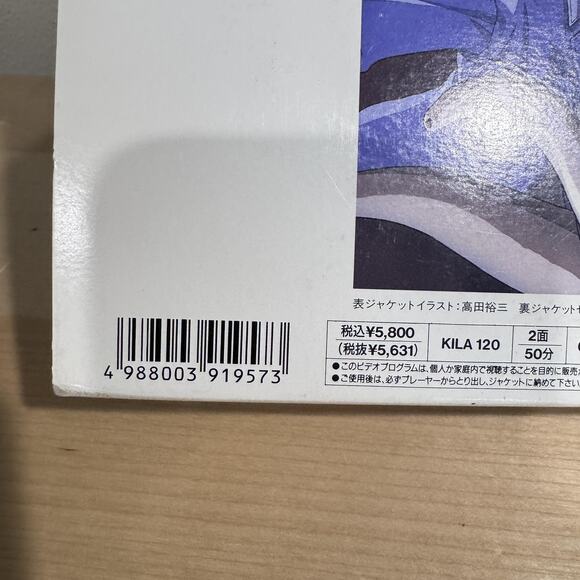 表ジャケットイラスト:高田裕三 裏ジャケット
税込¥5,800
(税抜¥5,631)
KILA 120
2面
50分
●このビデオプログラムは、個人か家庭内で視聴することを目的に販売
●ご使用後は、必ずプレーヤーからとり出し、ジャケットに納めて下さい
4 988003 919573